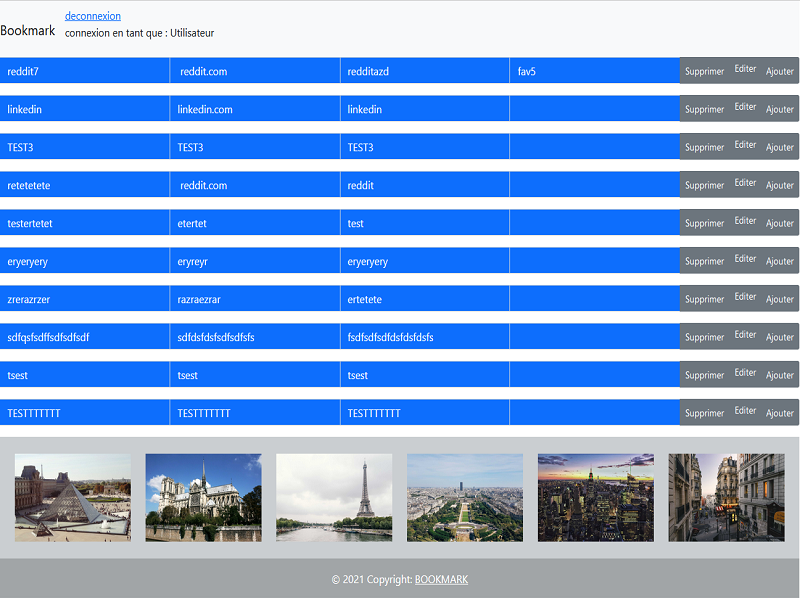 deconnexion
Bookmark connexion en tant que : Utilisateur
reddit7 reddit.com redditazd fav5 Supprimer Editer Ajouter
linkedin linkedin.com linkedin Supprimer Editer Ajouter
TEST3 TEST3 TEST3 Supprimer Editer Ajouter
retetetete reddit.com reddit Supprimer Editer Ajouter
testertetet etertet test Supprimer Editer Ajouter
eryeryery eryreyr eryeryery Supprimer Editer Ajouter
zrerazrzer razraezrar ertetete Supprimer Editer Ajouter
sdfqsfsdffsdfsdfsdf sdfdsfdsfsdfsdfsfs fsdfsdfsdfdsfdsfdsfs Supprimer Editer Ajouter
tsest tsest tsest Supprimer Editer Ajouter
TESTTTTTTT TESTTTTTTT TESTTTTTTT Supprimer Editer Ajouter
© 2021 Copyright: BOOKMARK